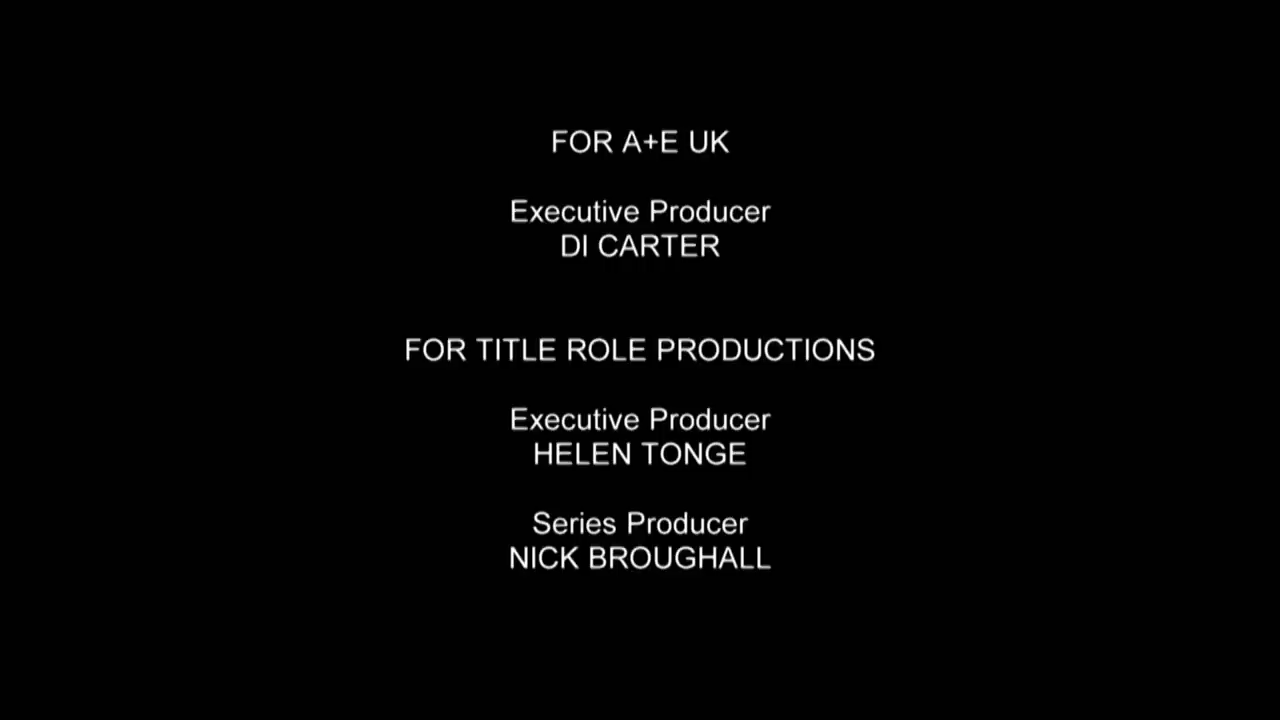 FOR A+E UK
Executive Producer
DI CARTER
FOR TITLE ROLE PRODUCTIONS
Executive Producer
HELEN TONGE
Series Producer
NICK BROUGHALL